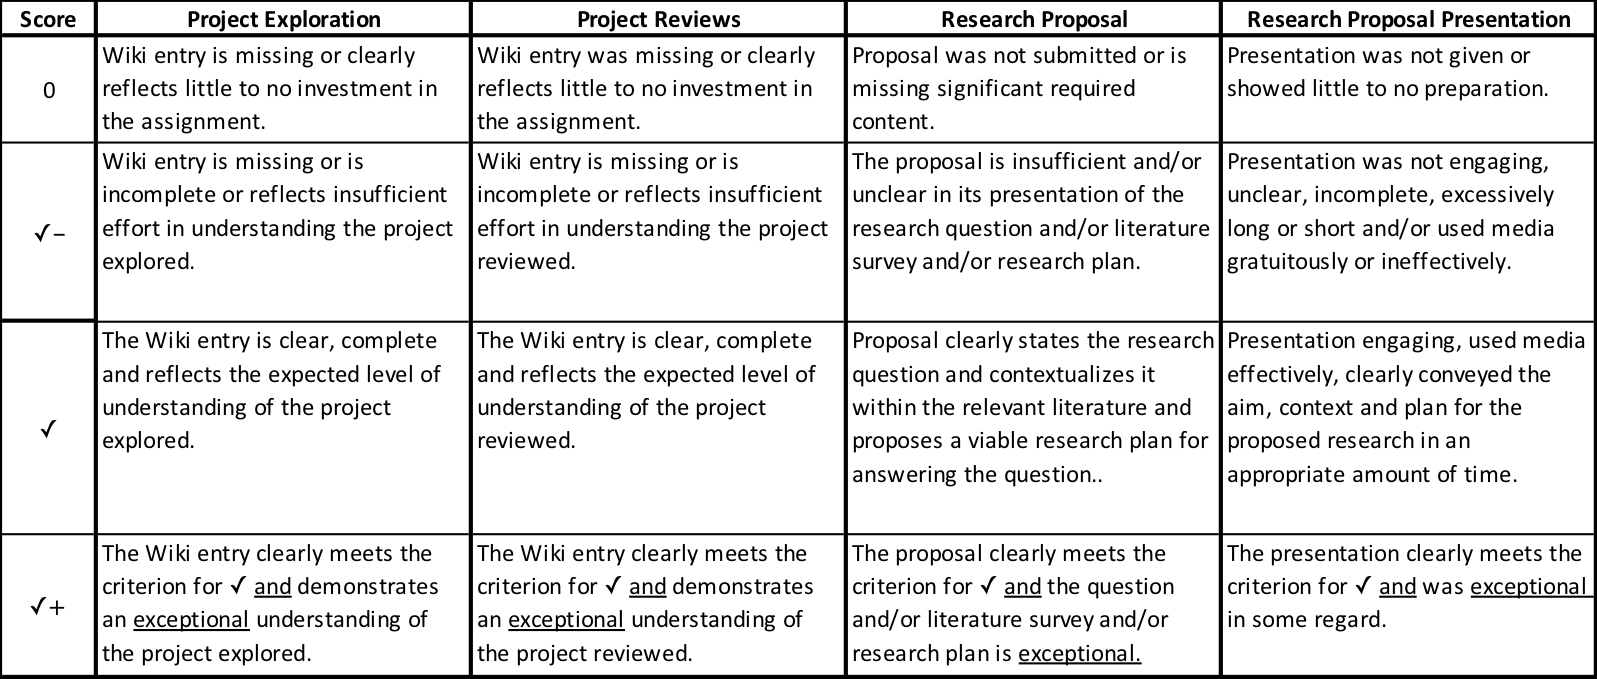 Score
Project Exploration
Project Reviews
Research Proposal
Research Proposal Presentation
0
Wiki entry is missing or clearly
reflects little to no investment in
the assignment.
Wiki entry was missing or clearly
reflects little to no investment in
the assignment.
Proposal was not submitted or is
missing significant required
content.
Presentation was not given or
showed little to no preparation.
✓–
Wiki entry is missing or is
incomplete or reflects insufficient
effort in understanding the project
explored.
Wiki entry is missing or is
incomplete or reflects insufficient
effort in understanding the project
reviewed.
The proposal is insufficient and/or
unclear in its presentation of the
research question and/or literature
survey and/or research plan.
Presentation was not engaging,
unclear, incomplete, excessively
long or short and/or used media
gratuitously or ineffectively.
✓
The Wiki entry is clear, complete
and reflects the expected level of
understanding of the project
explored.
The Wiki entry is clear, complete
and reflects the expected level of
understanding of the project
reviewed.
Proposal clearly states the research
question and contextualizes it
within the relevant literature and
proposes a viable research plan for
answering the question..
Presentation engaging, used media
effectively, clearly conveyed the
aim, context and plan for the
proposed research in an
appropriate amount of time.
✓+
The Wiki entry clearly meets the
criterion for ✓ and demonstrates
an exceptional understanding of
the project explored.
The Wiki entry clearly meets the
criterion for ✓ and demonstrates
an exceptional understanding of
the project reviewed.
The proposal clearly meets the
criterion for ✓ and the question
and/or literature survey and/or
research plan is exceptional.
The presentation clearly meets the
criterion for ✓ and was exceptional
in some regard.